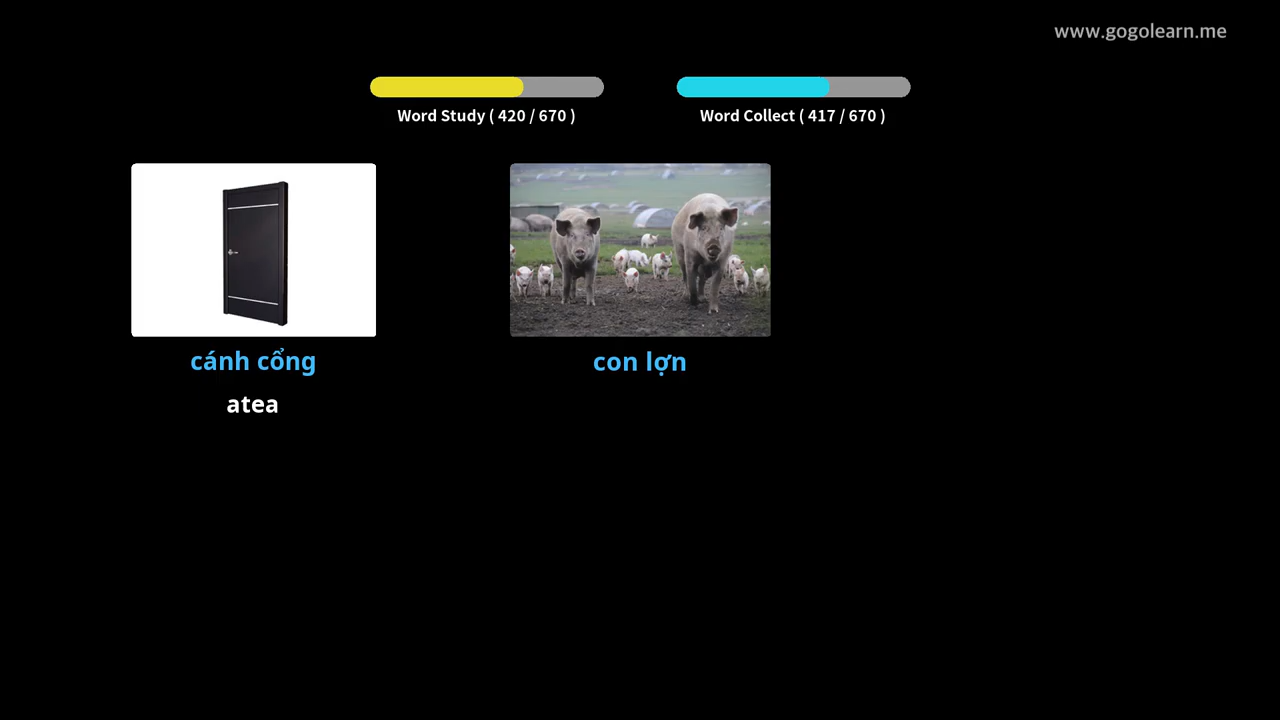 www.gogolearn.me
Word Study ( 420 / 670 )
Word Collect ( 417 / 670 )
cánh cổng
con lợn
atea